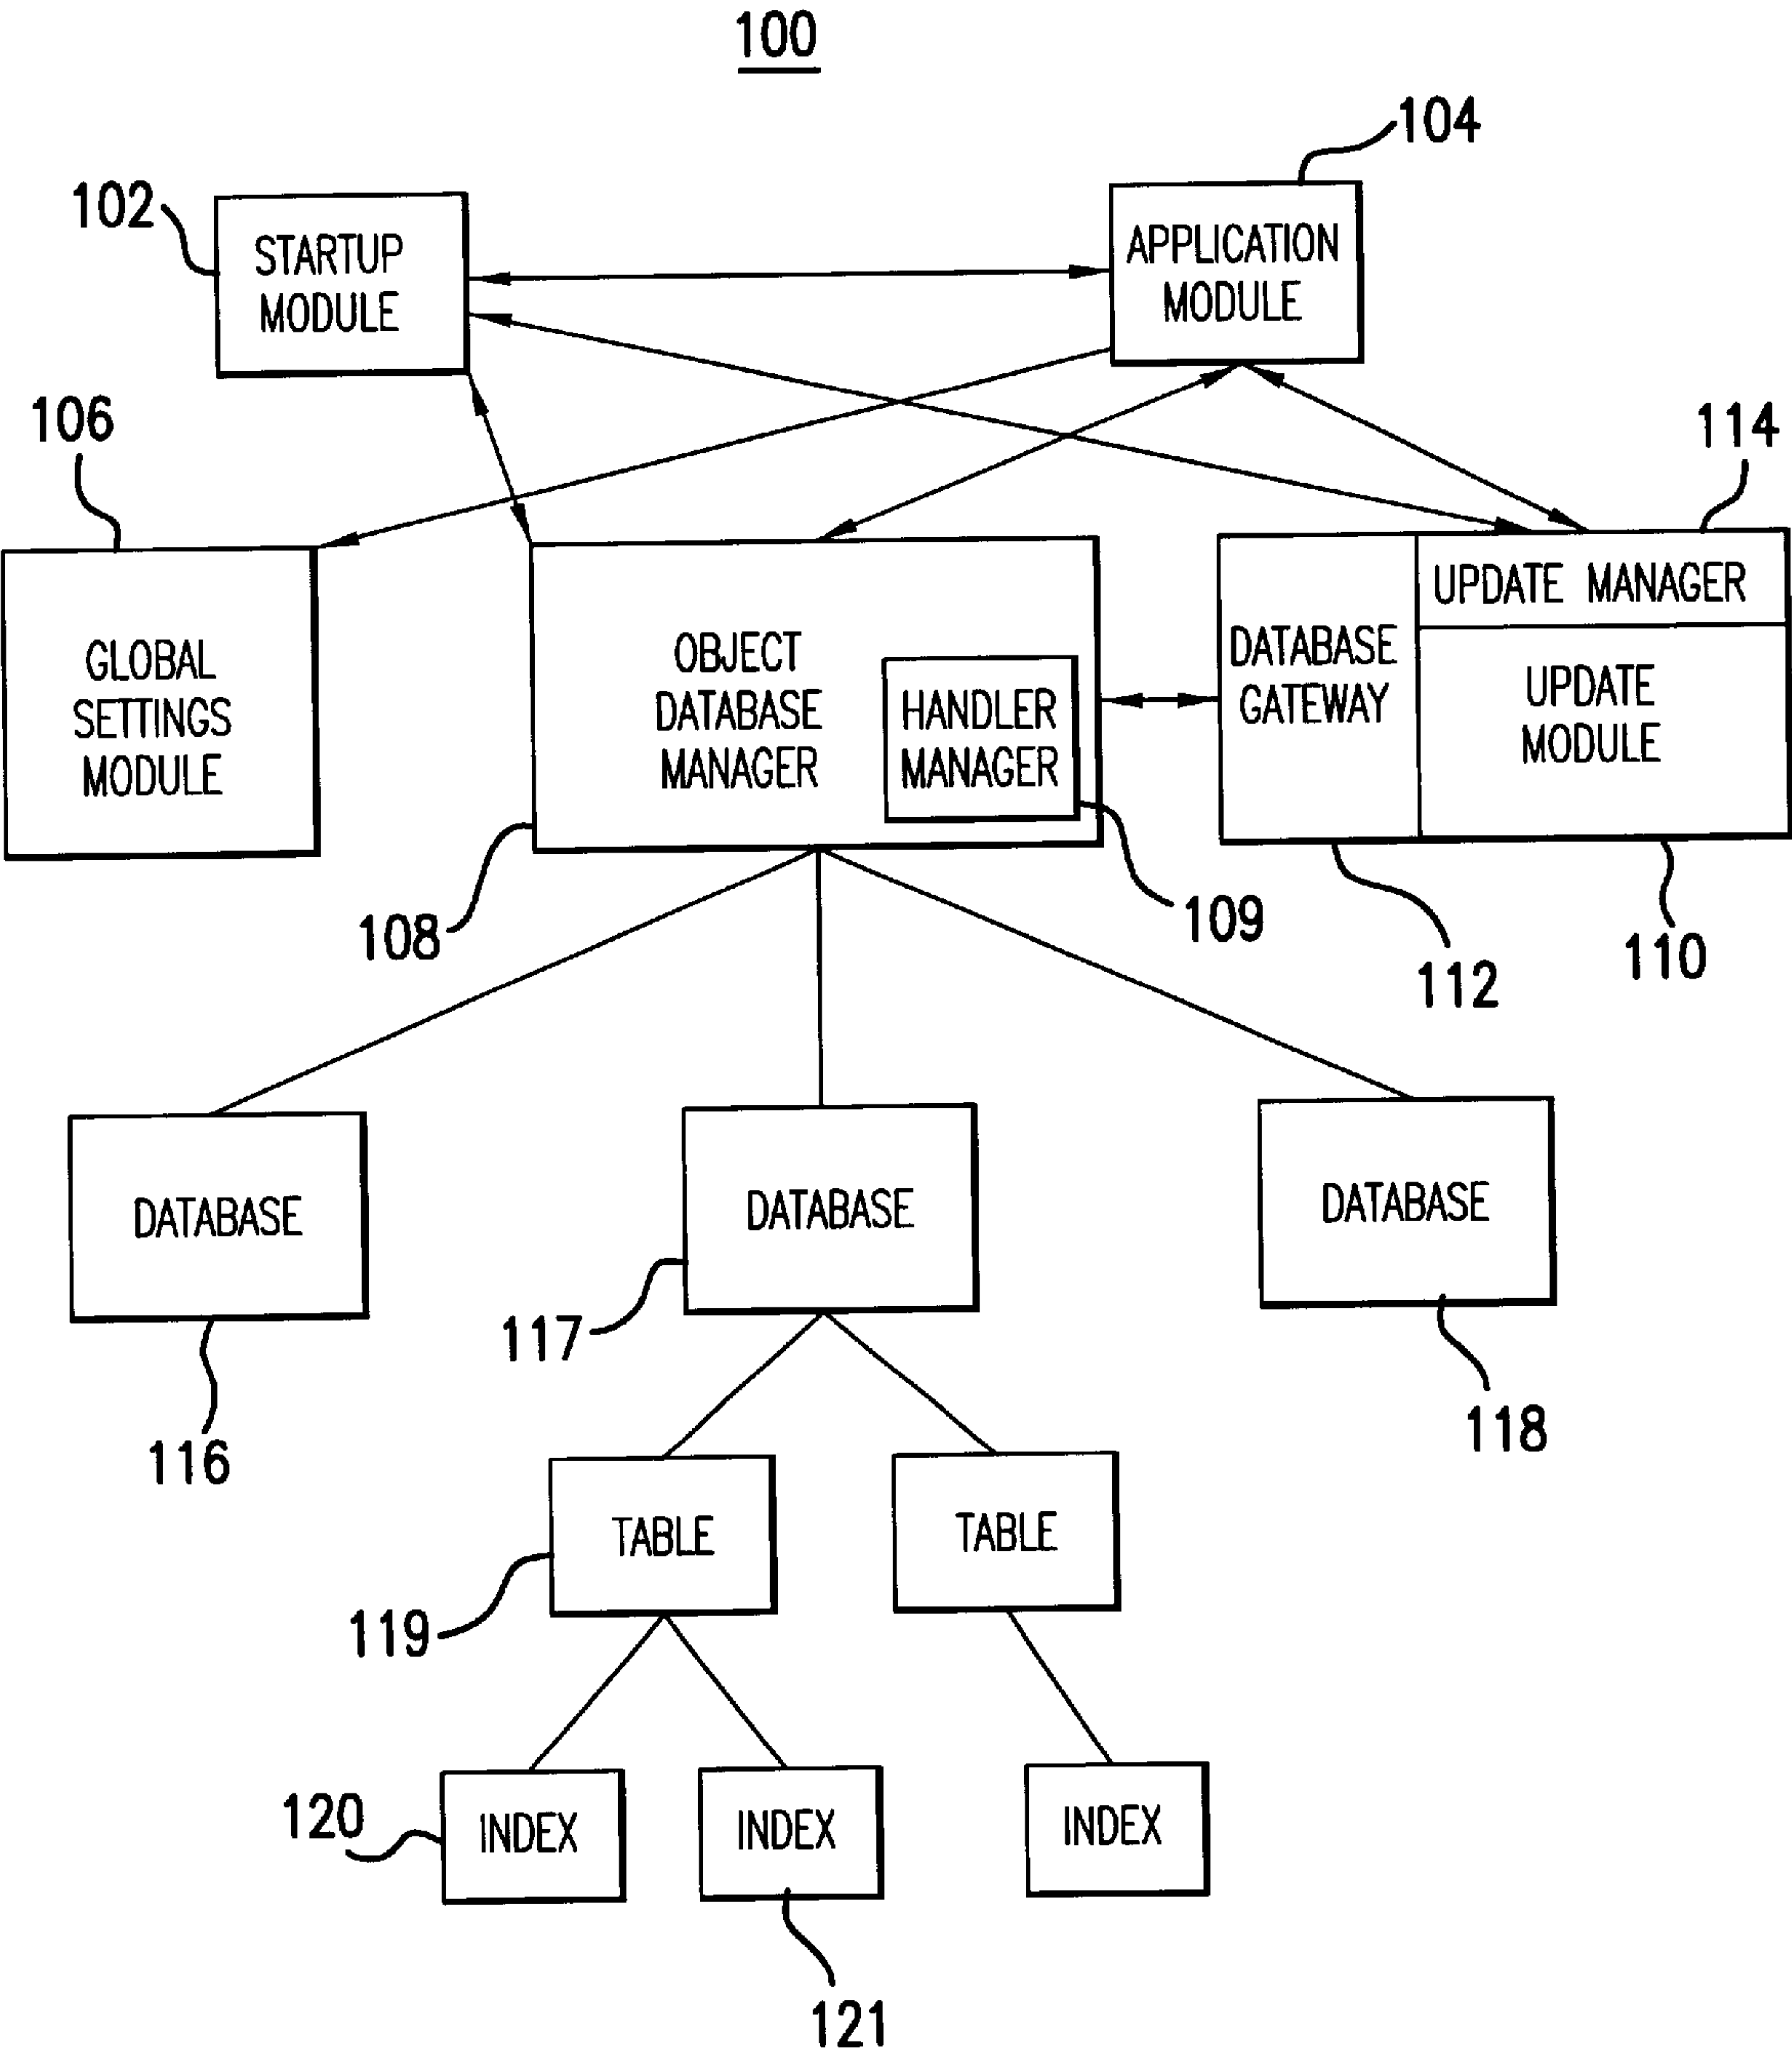 100
104
102
STARTUP
MODULE
APPLICATION
MODULE
106
114
GLOBAL
SETTINGS
MODULE
OBJECT
DATABASE
MANAGER
HANDLER
MANAGER
DATABASE
GATEWAY
UPDATE MANAGER
UPDATE
MODULE
108
109
112
110
DATABASE
DATABASE
DATABASE
117
116
118
TABLE
TABLE
119
120
INDEX
INDEX
INDEX
121